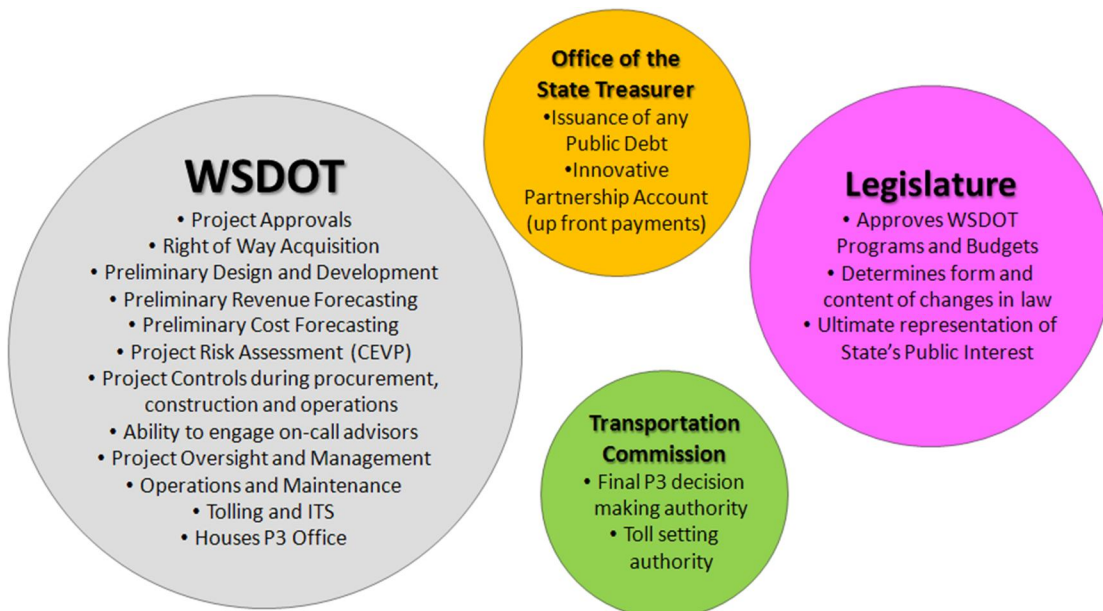 WSDOT
• Project Approvals
• Right of Way Acquisition
• Preliminary Design and Development
• Preliminary Revenue Forecasting
• Preliminary Cost Forecasting
• Project Risk Assessment (CEVP)
• Project Controls during procurement,
construction and operations
• Ability to engage on-call advisors
• Project Oversight and Management
• Operations and Maintenance
• Tolling and ITS
• Houses P3 Office
Office of the
State Treasurer
•Issuance of any
Public Debt
•Innovative
Partnership Account
(up front payments)
Legislature
• Approves WSDOT
Programs and Budgets
• Determines form and
content of changes in law
• Ultimate representation of
State's Public Interest
Transportation
Commission
• Final P3 decision
making authority
• Toll setting
authority